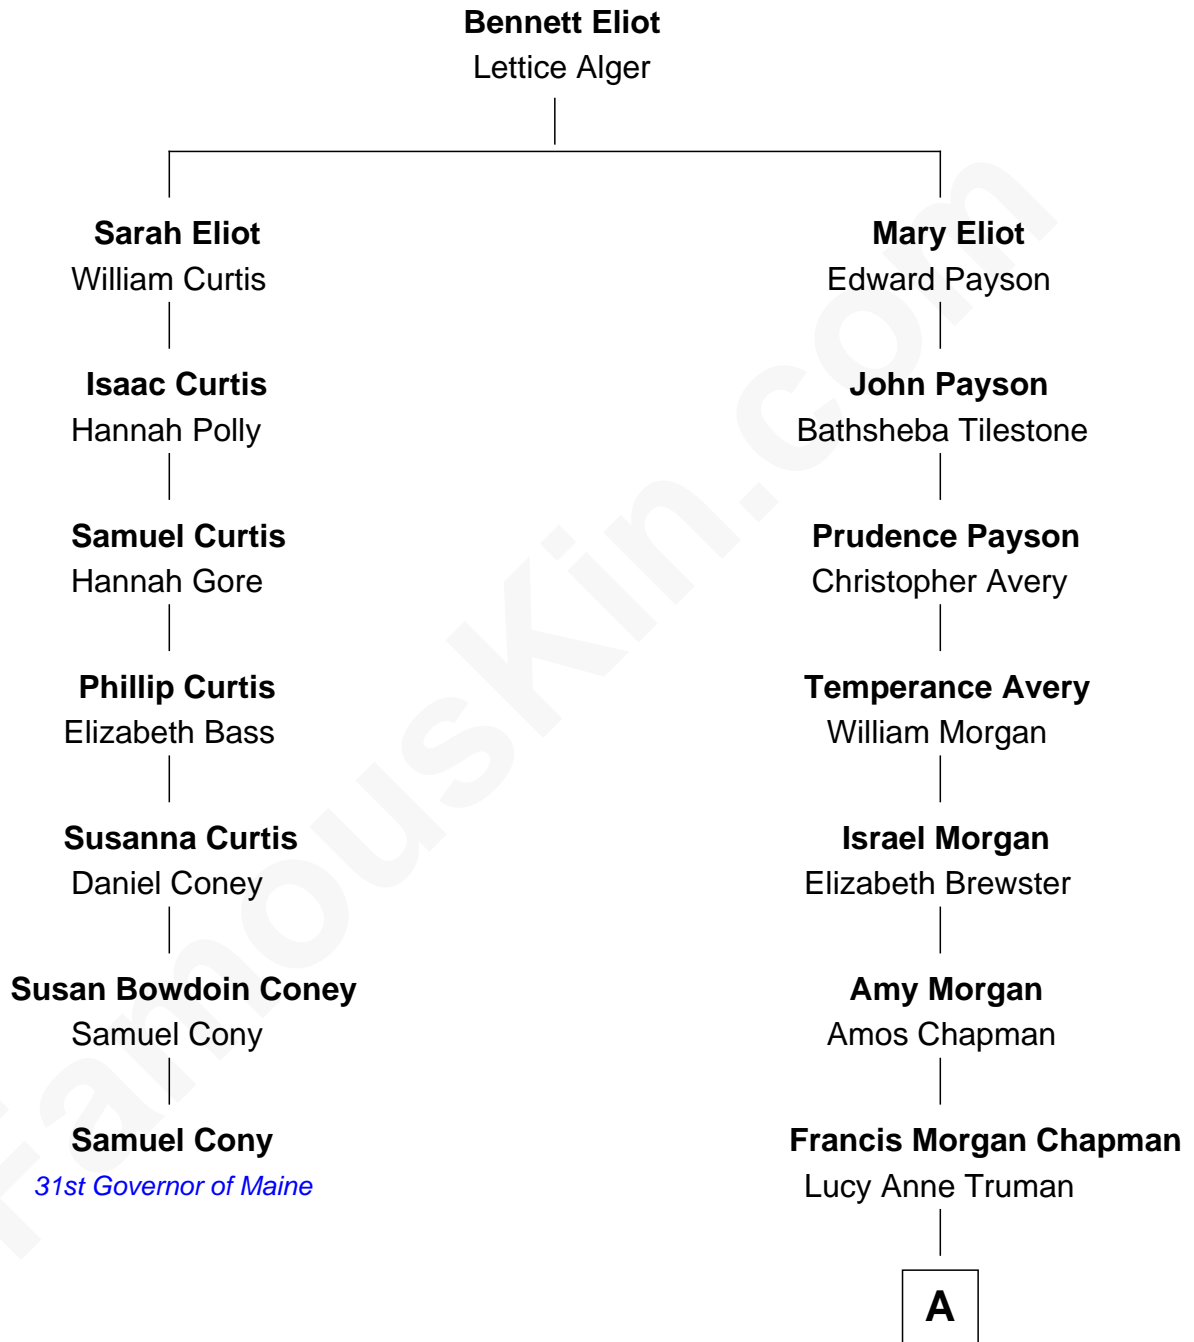 Bennett Eliot
Lettice Alger
Sarah Eliot
William Curtis
Mary Eliot
Edward Payson
Isaac Curtis
Hannah Polly
John Payson
Bathsheba Tilestone
Samuel Curtis
Hannah Gore
Prudence Payson
Christopher Avery
Phillip Curtis
Elizabeth Bass
Temperance Avery
William Morgan
Susanna Curtis
Daniel Coney
Israel Morgan
Elizabeth Brewster
Susan Bowdoin Coney
Samuel Cony
Amy Morgan
Amos Chapman
Samuel Cony
31st Governor of Maine
Francis Morgan Chapman
Lucy Anne Truman
A
FamousKin.com